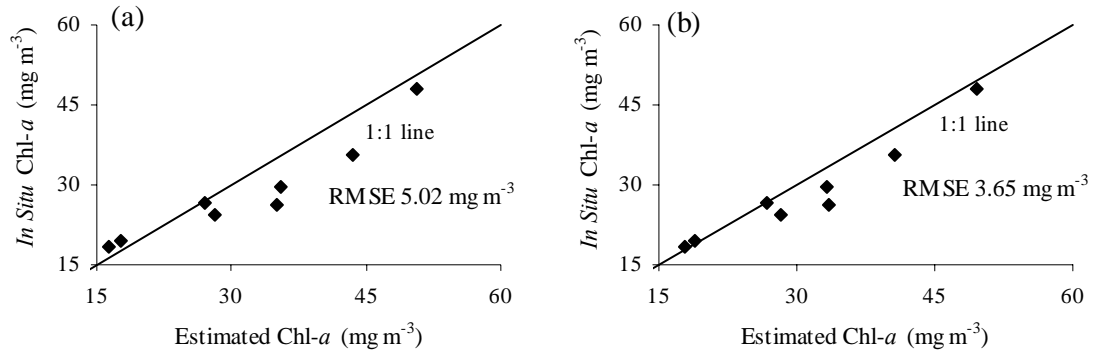 (a)
In Situ Chl-a (mg m-3)
60
45
30
15
1:1 line
RMSE 5.02 mg m-3
15 30 45 60
Estimated Chl-a (mg m-3)
(b)
In Situ Chl-a (mg m-3)
60
45
30
15
1:1 line
RMSE 3.65 mg m-3
15 30 45 60
Estimated Chl-a (mg m-3)